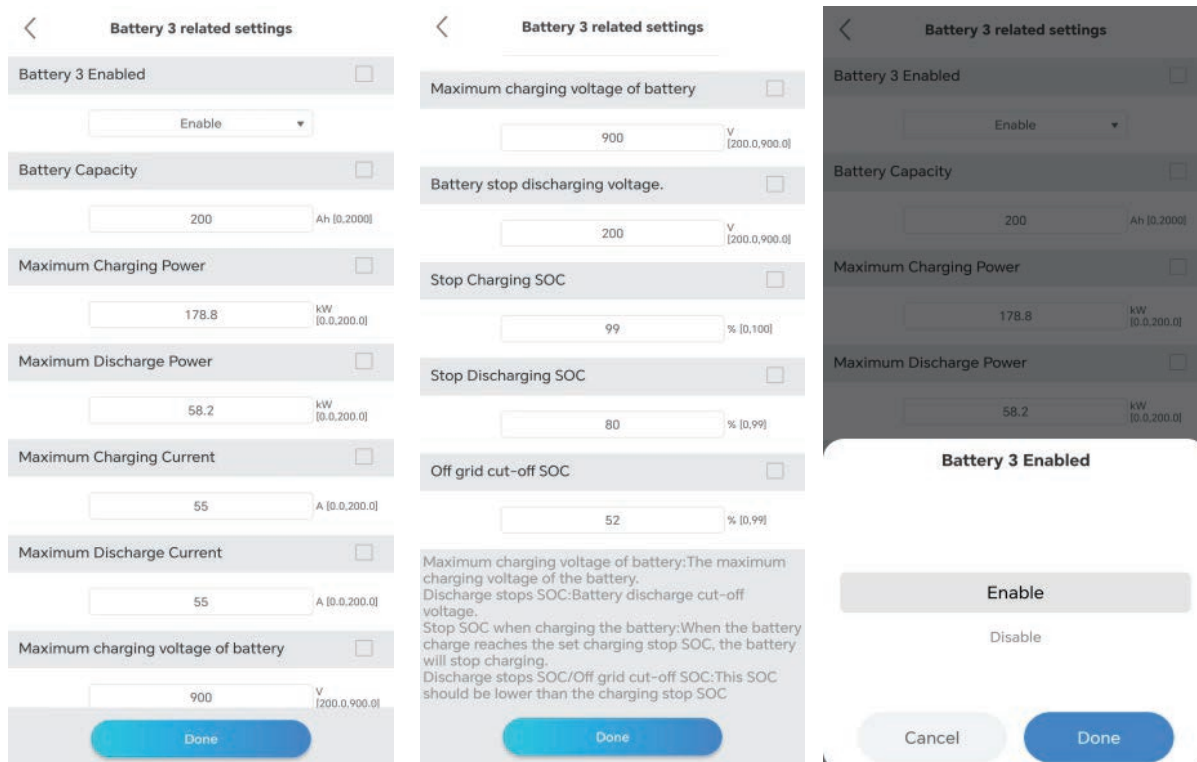 Battery 3 related settings
Battery 3 Enabled
Enable
Battery Capacity
200
Ah [0,2000]
Maximum Charging Power
178.8
kW
[0.0,200.0]
Maximum Discharge Power
58.2
kW
[0.0,200.0]
Maximum Charging Current
55
A [0.0,200.0]
Maximum Discharge Current
55
A [0.0,200.0]
Maximum charging voltage of battery
900
V
[200.0,900.0]
Done
Battery 3 related settings
Maximum charging voltage of battery
900
V
[200.0,900.0]
Battery stop discharging voltage.
200
V
[200.0,900.0]
Stop Charging SOC
99
% [0,100]
Stop Discharging SOC
80
% [0,99]
Off grid cut-off SOC
52
% [0,99]
Maximum charging voltage of battery:The maximum
charging voltage of the battery.
Discharge stops SOC:Battery discharge cut-off
voltage.
Stop SOC when charging the battery:When the battery
charge reaches the set charging stop SOC, the battery
will stop charging.
Discharge stops SOC/Off grid cut-off SOC:This SOC
should be lower than the charging stop SOC
Done
Battery 3 related settings
Battery 3 Enabled
Enable
Battery Capacity
200
Ah [0,2000]
Maximum Charging Power
178.8
kW
[0.0,200.0]
Maximum Discharge Power
58.2
kW
[0.0,200.0]
Battery 3 Enabled
Enable
Disable
Cancel
Done